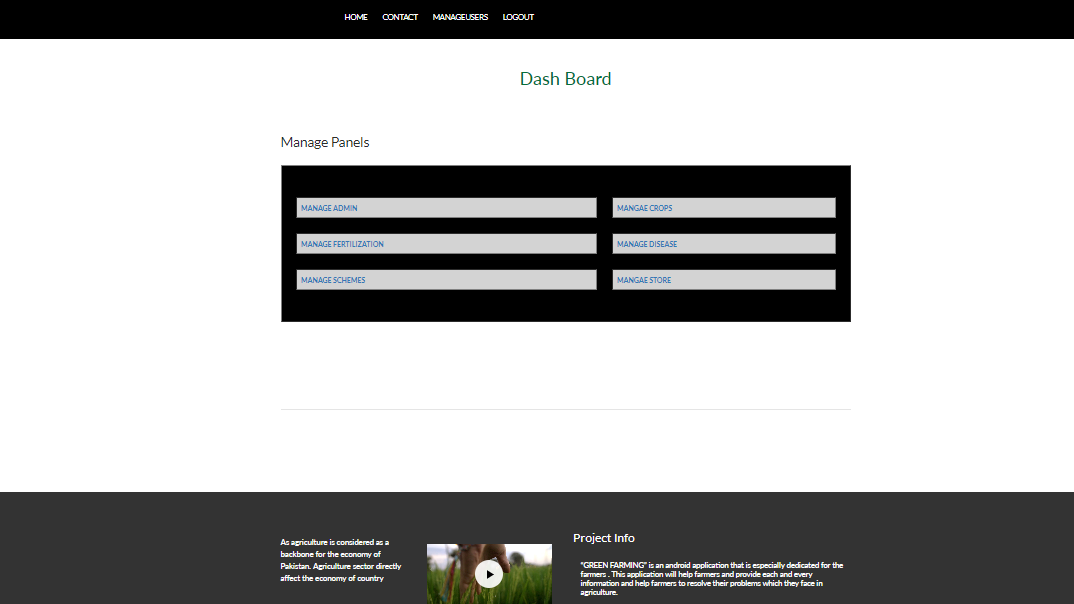 HOME CONTACT MANAGEUSERS LOGOUT
Dash Board
Manage Panels
MANAGE ADMIN MANGAE CROPS
MANAGE FERTILIZATION MANAGE DISEASE
MANAGE SCHEMES MANGAE STORE
As agriculture is considered as a
backbone for the economy of
Pakistan. Agriculture sector directly
affect the economy of country
Project Info
"GREEN FARMING" is an android application that is especially dedicated for the
farmers . This application will help farmers and provide each and every
information and help farmers to resolve their problems which they face in
agriculture.